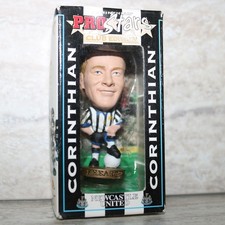 PROStars
CLUB EDITION
CORINTHIAN
CORINTHIAN
NEWCASTLE
UNITED